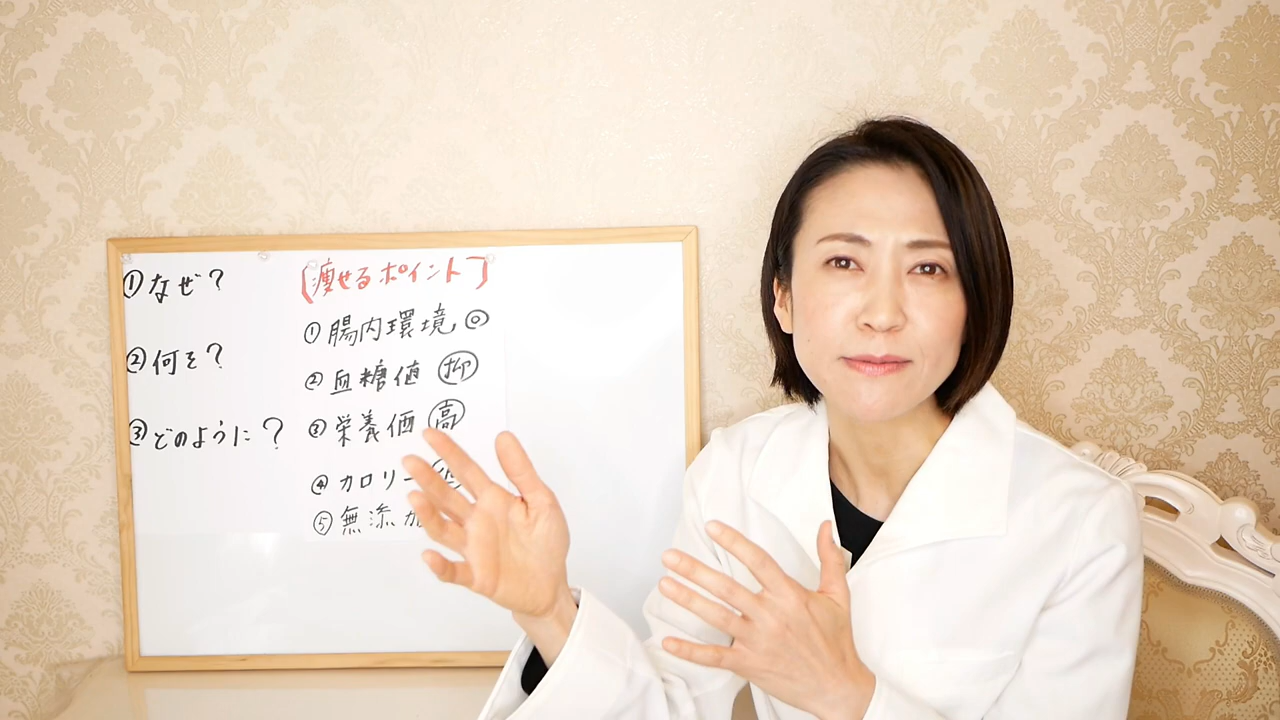 ①なぜ?
②何を?
③どのように?
【痩せるポイント】
①腸内環境◎
②血糖値 抑
③栄養価 高
④カロリー
⑤無添加